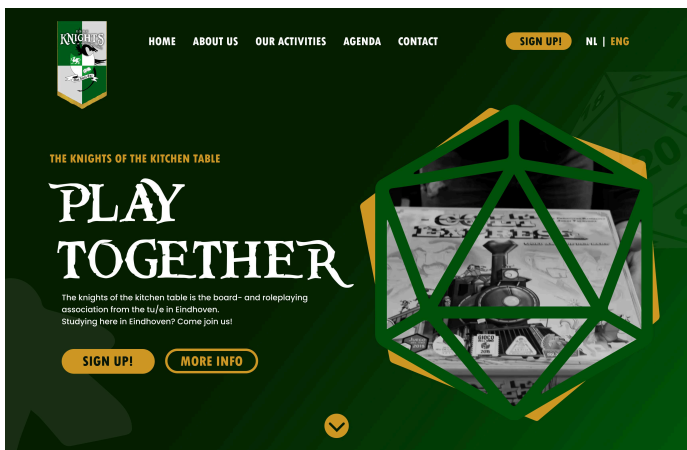 KNIGHTS
HOME ABOUT US OUR ACTIVITIES AGENDA CONTACT SIGN UP! NL | ENG
THE KNIGHTS OF THE KITCHEN TABLE
PLAY
TOGETHER
The knights of the kitchen table is the board- and roleplaying
association from the tu/e in Eindhoven.
Studying here in Eindhoven? Come join us!
SIGN UP! MORE INFO
20